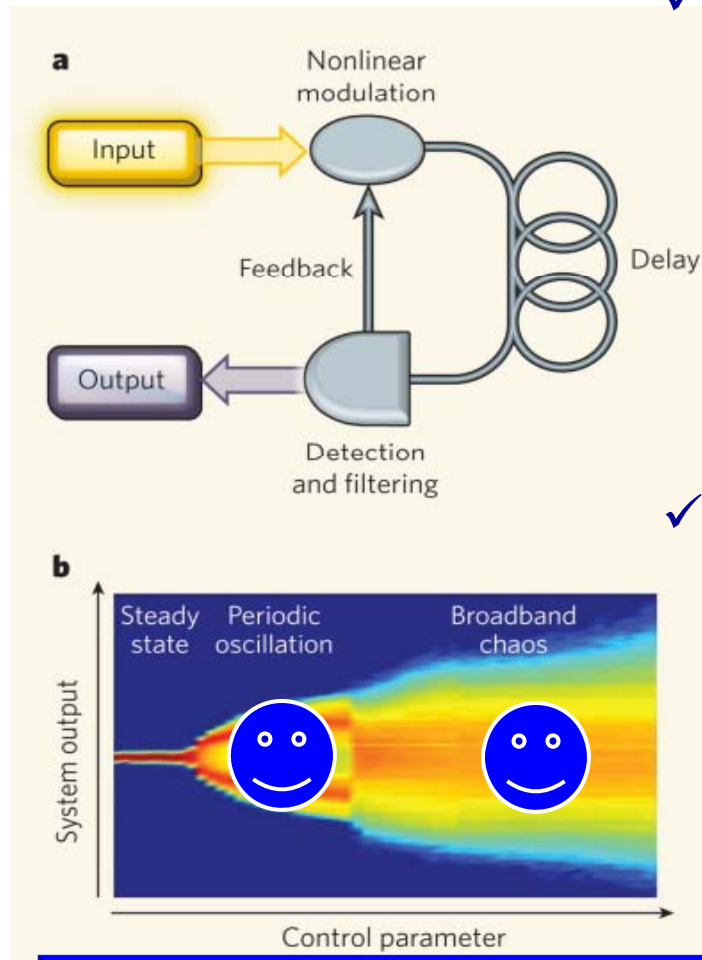 a
Nonlinear
modulation
Input
Delay
Feedback
Output
Detection
and filtering
b
Steady
state
Periodic
oscillation
Broadband
chaos
System output
Control parameter